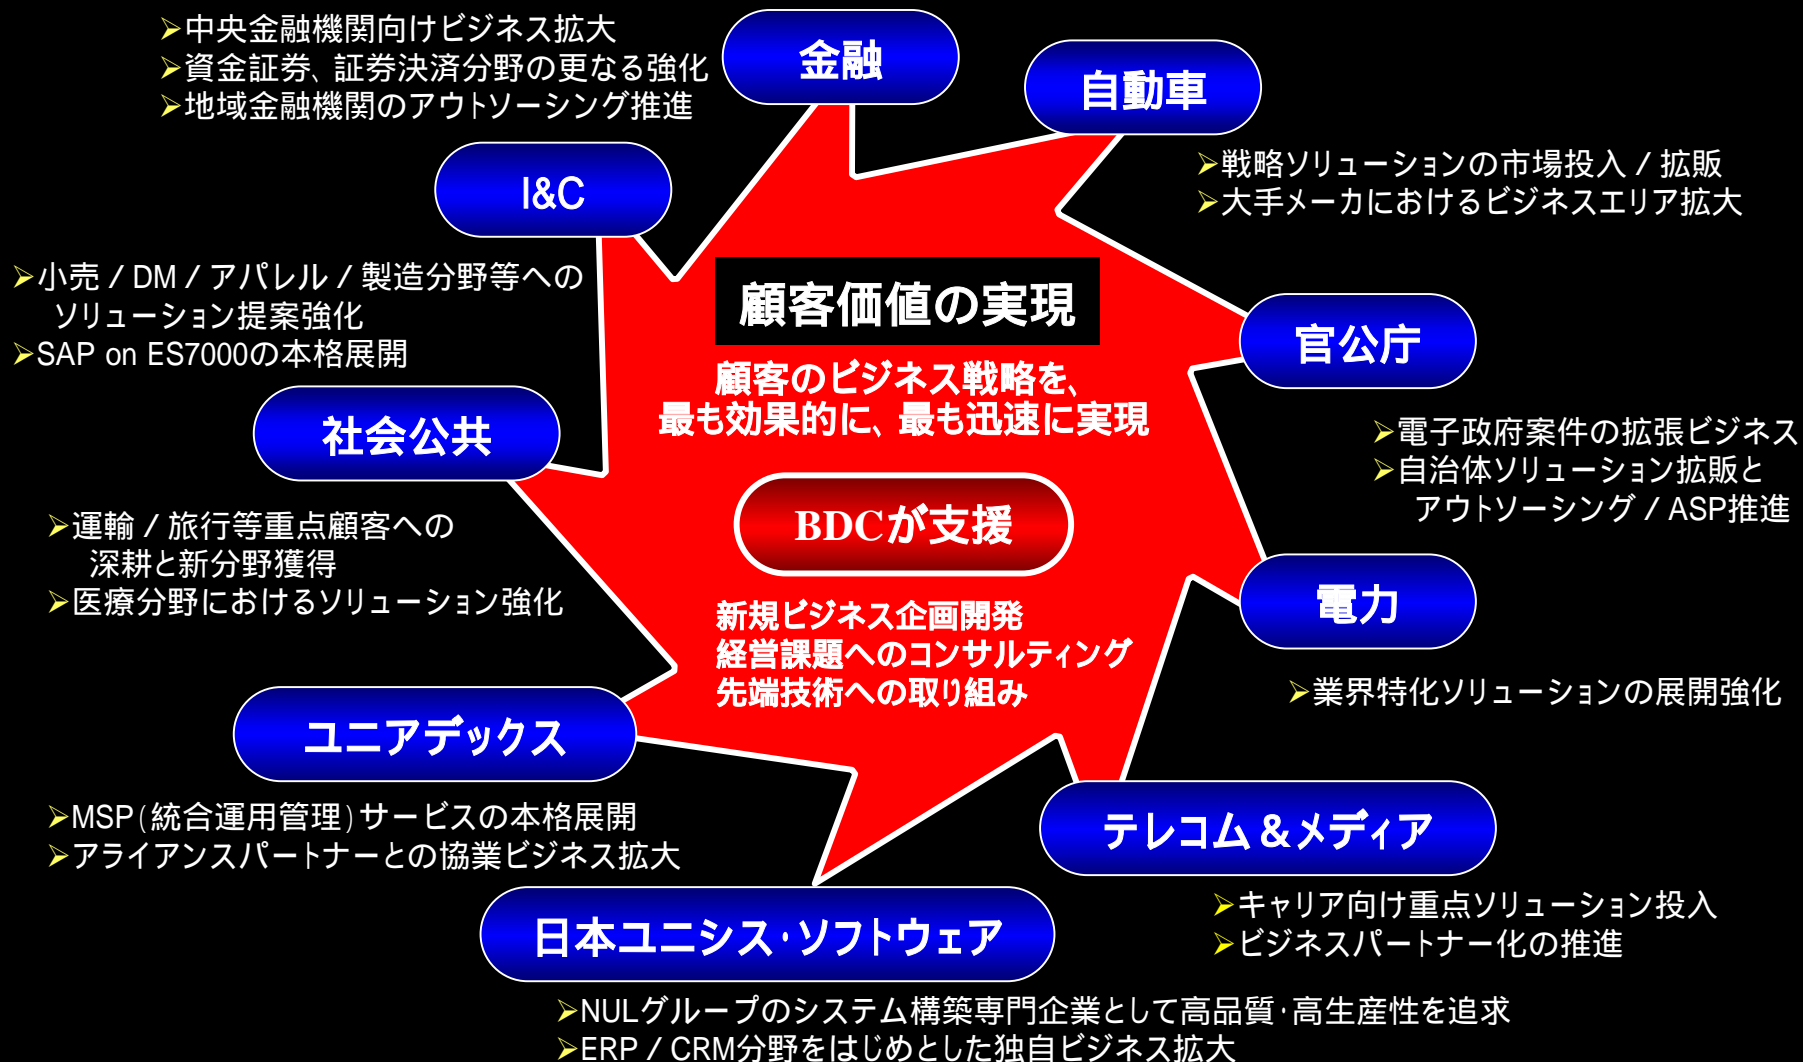 ➢中央金融機関向けビジネス拡大
➢資金証券、証券決済分野の更なる強化
➢地域金融機関のアウトソーシング推進
金融
自動車
➢戦略ソリューションの市場投入 / 拡販
➢大手メーカにおけるビジネスエリア拡大
I&C
➢小売 / DM / アパレル / 製造分野等への
ソリューション提案強化
➢SAP on ES7000の本格展開
顧客価値の実現
顧客のビジネス戦略を、
最も効果的に、最も迅速に実現
官公庁
➢電子政府案件の拡張ビジネス
➢自治体ソリューション拡販と
アウトソーシング / ASP推進
社会公共
➢運輸 / 旅行等重点顧客への
深耕と新分野獲得
➢医療分野におけるソリューション強化
BDCが支援
新規ビジネス企画開発
経営課題へのコンサルティング
先端技術への取り組み
電力
➢業界特化ソリューションの展開強化
ユニアデックス
➢MSP(統合運用管理)サービスの本格展開
➢アライアンスパートナーとの協業ビジネス拡大
テレコム＆メディア
➢キャリア向け重点ソリューション投入
➢ビジネスパートナー化の推進
日本ユニシス・ソフトウェア
➢NULグループのシステム構築専門企業として高品質・高生産性を追求
➢ERP / CRM分野をはじめとした独自ビジネス拡大